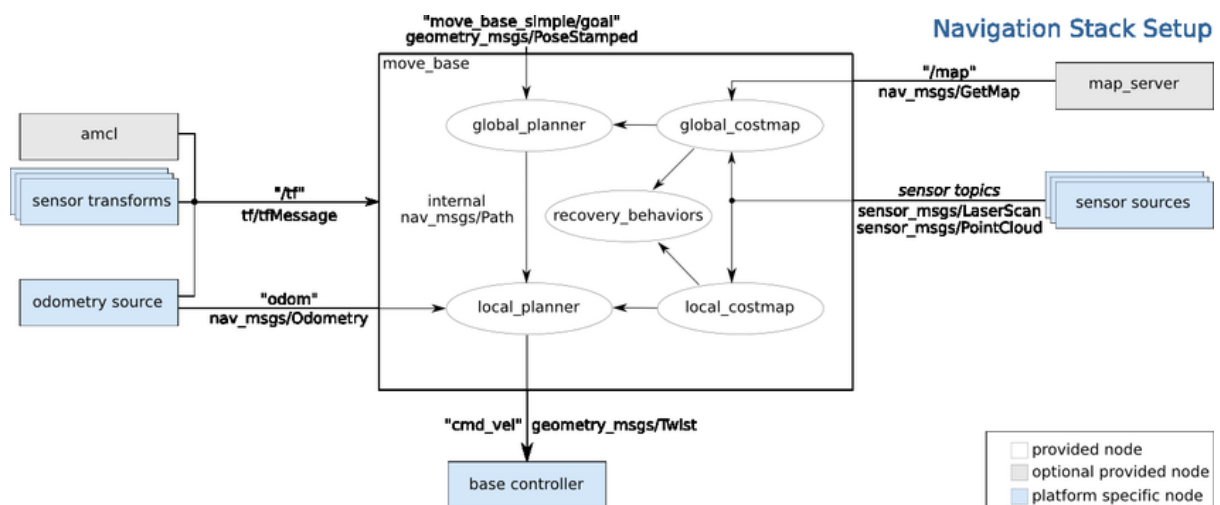 Navigation Stack Setup
"move_base_simple/goal"
geometry_msgs/PoseStamped
move_base
"/map"
nav_msgs/GetMap
map_server
amcl
global_planner
global_costmap
sensor transforms
"/tf"
tf/tfMessage
internal
nav_msgs/Path
recovery_behaviors
sensor topics
sensor_msgs/LaserScan
sensor_msgs/PointCloud
sensor sources
odometry source
"odom"
nav_msgs/Odometry
local_planner
local_costmap
"cmd_vel" geometry_msgs/Twist
base controller
provided node
optional provided node
platform specific node